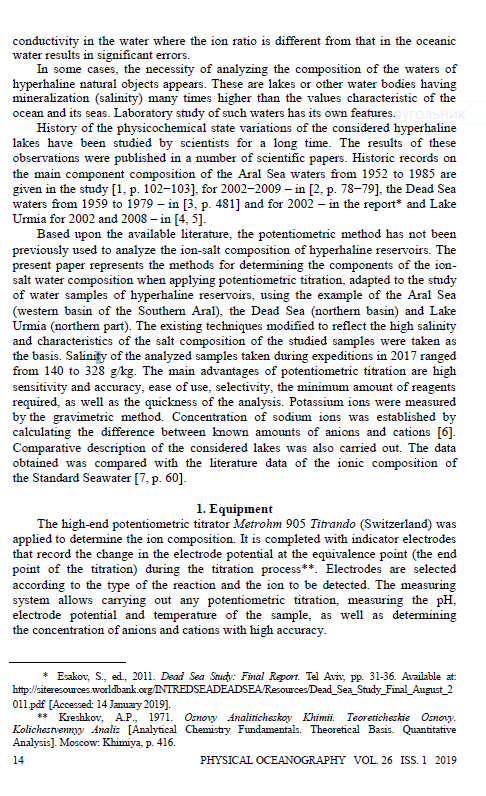 conductivity in the water where the ion ratio is different from that in the oceanic
water results in significant errors.
In some cases, the necessity of analyzing the composition of the waters of
hyperhaline natural objects appears. These are lakes or other water bodies having
mineralization (salinity) many times higher than the values characteristic of the
ocean and its seas. Laboratory study of such waters has its own features.
History of the physicochemical state variations of the considered hyperhaline
lakes have been studied by scientists for a long time. The results of these
observations were published in a number of scientific papers. Historic records on
the main component composition of the Aral Sea waters from 1952 to 1985 are
given in the study [1, p. 102−103], for 2002−2009 – in [2, p. 78−79], the Dead Sea
waters from 1959 to 1979 – in [3, p. 481] and for 2002 – in the report* and Lake
Urmia for 2002 and 2008 – in [4, 5].
Based upon the available literature, the potentiometric method has not been
previously used to analyze the ion-salt composition of hyperhaline reservoirs. The
present paper represents the methods for determining the components of the ion-
salt water composition when applying potentiometric titration, adapted to the study
of water samples of hyperhaline reservoirs, using the example of the Aral Sea
(western basin of the Southern Aral), the Dead Sea (northern basin) and Lake
Urmia (northern part). The existing techniques modified to reflect the high salinity
and characteristics of the salt composition of the studied samples were taken as
the basis. Salinity of the analyzed samples taken during expeditions in 2017 ranged
from 140 to 328 g/kg. The main advantages of potentiometric titration are high
sensitivity and accuracy, ease of use, selectivity, the minimum amount of reagents
required, as well as the quickness of the analysis. Potassium ions were measured
by the gravimetric method. Concentration of sodium ions was established by
calculating the difference between known amounts of anions and cations [6].
Comparative description of the considered lakes was also carried out. The data
obtained was compared with the literature data of the ionic composition of
the Standard Seawater [7, p. 60].
1. Equipment
The high-end potentiometric titrator Metrohm 905 Titrando (Switzerland) was
applied to determine the ion composition. It is completed with indicator electrodes
that record the change in the electrode potential at the equivalence point (the end
point of the titration) during the titration process**. Electrodes are selected
according to the type of the reaction and the ion to be detected. The measuring
system allows carrying out any potentiometric titration, measuring the pH,
electrode potential and temperature of the sample, as well as determining
the concentration of anions and cations with high accuracy.
* Esakov, S., ed., 2011. Dead Sea Study: Final Report. Tel Aviv, pp. 31-36. Available at:
http://siteresources.worldbank.org/INTREDSEADEADSEA/Resources/Dead_Sea_Study_Final_August_2
011.pdf [Accessed: 14 January 2019].
** Kreshkov, A.P., 1971. Osnovy Analiticheskoy Khimii. Teoreticheskie Osnovy.
Kolichestvennyy Analiz [Analytical Chemistry Fundamentals. Theoretical Basis. Quantitative
Analysis]. Moscow: Khimiya, p. 416.
14 PHYSICAL OCEANOGRAPHY VOL. 26 ISS. 1 2019